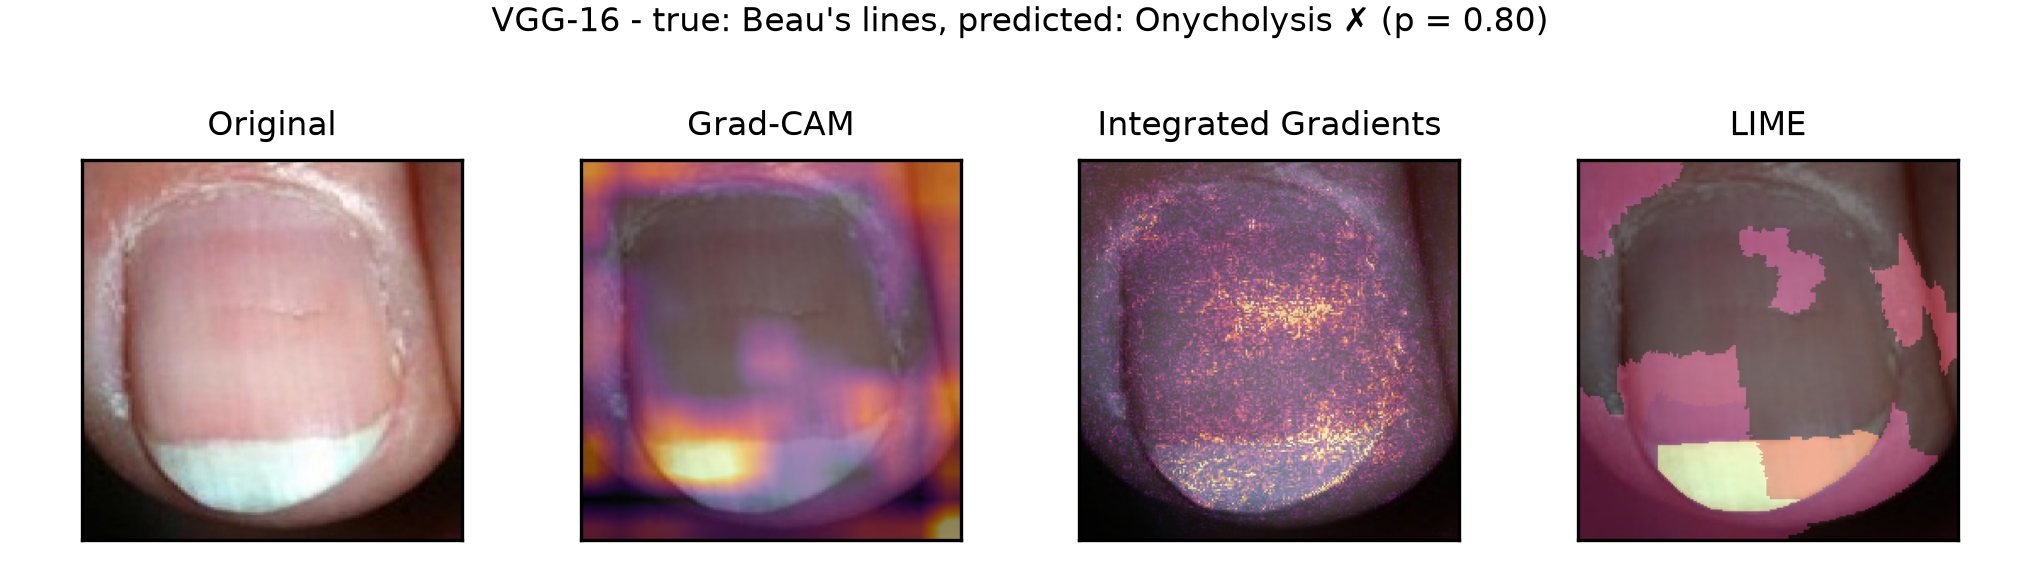 VGG-16 - true: Beau's lines, predicted: Onycholysis ✗ (p = 0.80)
Original
Grad-CAM
Integrated Gradients
LIME